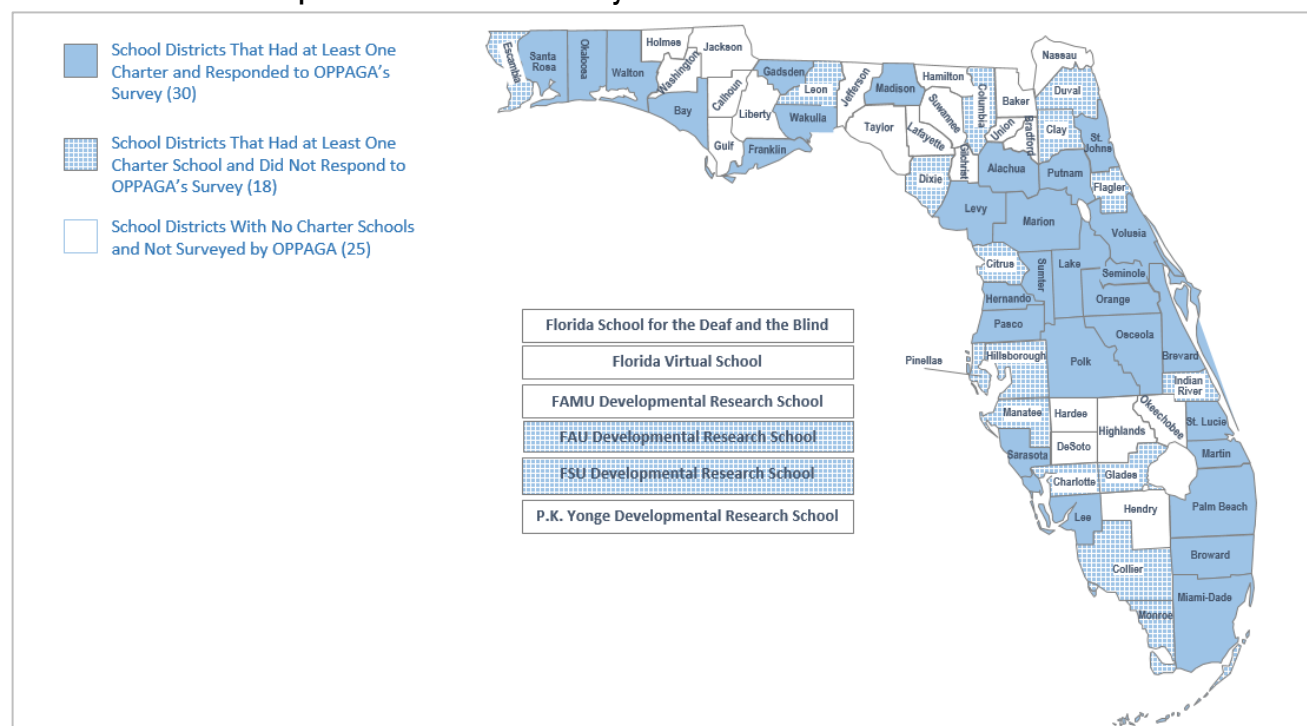 School Districts That Had at Least One
Charter and Responded to OPPAGA's
Survey (30)
School Districts That Had at Least One
Charter School and Did Not Respond to
OPPAGA's Survey (18)
School Districts With No Charter Schools
and Not Surveyed by OPPAGA (25)
Florida School for the Deaf and the Blind
Florida Virtual School
FAMU Developmental Research School
FAU Developmental Research School
FSU Developmental Research School
P.K. Yonge Developmental Research School
Escambia
Santa
Rosa
Okaloosa
Walton
Holmes
Washington
Jackson
Bay
Calhoun
Gulf
Liberty
Gadsden
Franklin
Leon
Wakulla
Jefferson
Madison
Taylor
Hamilton
Suwannee
Lafayette
Dixie
Columbia
Gilchrist
Baker
Union
Bradford
Nassau
Duval
Clay
St.
Johns
Alachua
Putnam
Flagler
Levy
Marion
Volusia
Citrus
Sumter
Lake
Seminole
Hernando
Orange
Pasco
Osceola
Brevard
Pinellas
Hillsborough
Polk
Indian
River
Manatee
Hardee
Highlands
Okeechobee
St. Lucie
Sarasota
DeSoto
Martin
Charlotte
Glades
Lee
Hendry
Palm Beach
Collier
Broward
Monroe
Miami-Dade